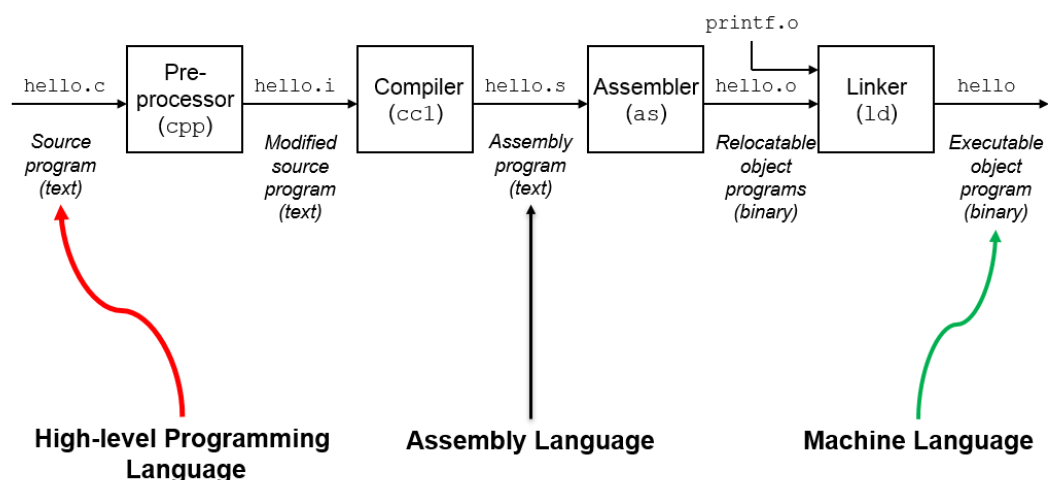 printf.o
hello.c
Pre-
processor
(cpp)
hello.i
Compiler
(cc1)
hello.s
Assembler
(as)
hello.o
Linker
(ld)
hello
Source
program
(text)
Modified
source
program
(text)
Assembly
program
(text)
Relocatable
object
programs
(binary)
Executable
object
program
(binary)
High-level Programming
Language
Assembly Language
Machine Language